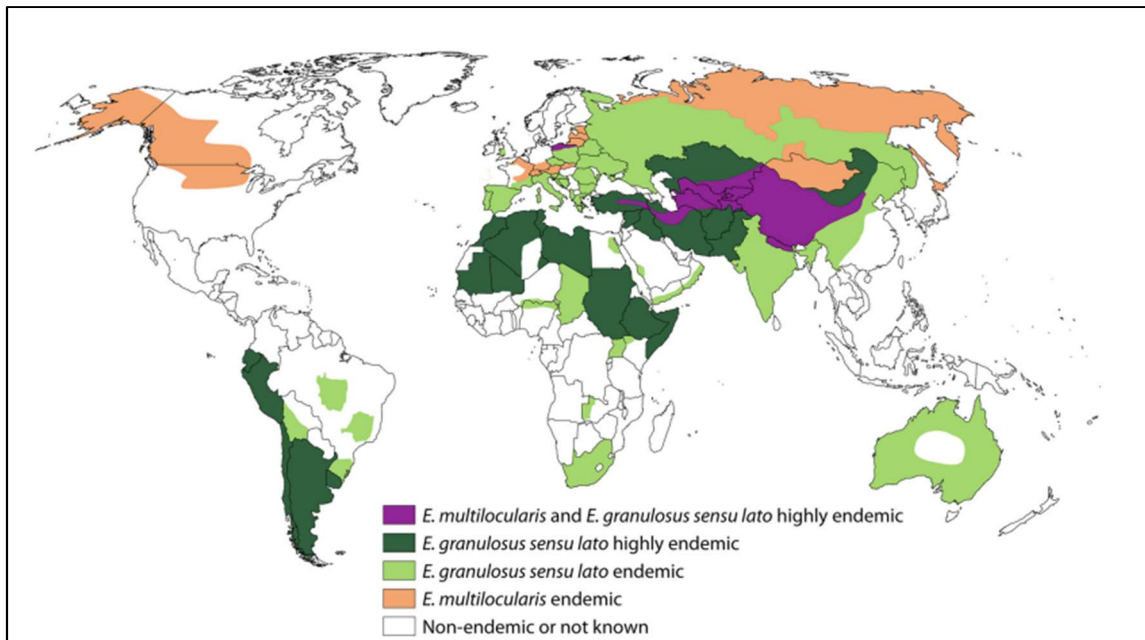 E. multilocularis and E. granulosus sensu lato highly endemic
E. granulosus sensu lato highly endemic
E. granulosus sensu lato endemic
E. multilocularis endemic
Non-endemic or not known